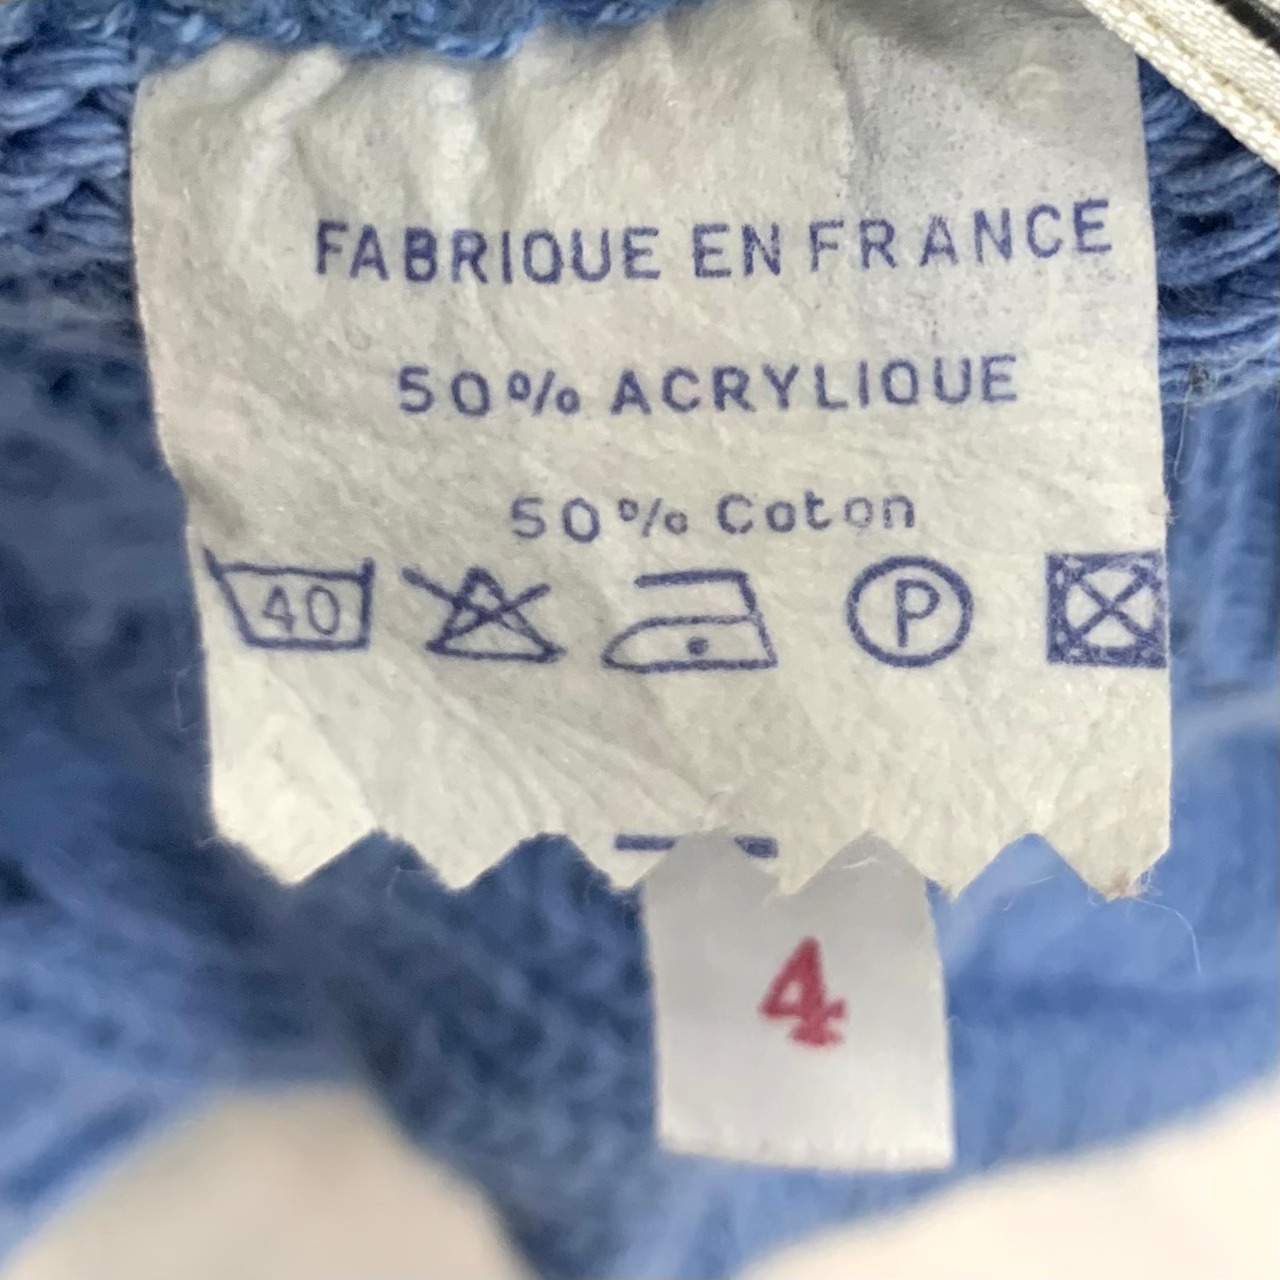 FABRIQUE EN FRANCE
50% ACRYLIQUE
50% Coton
40 P
4